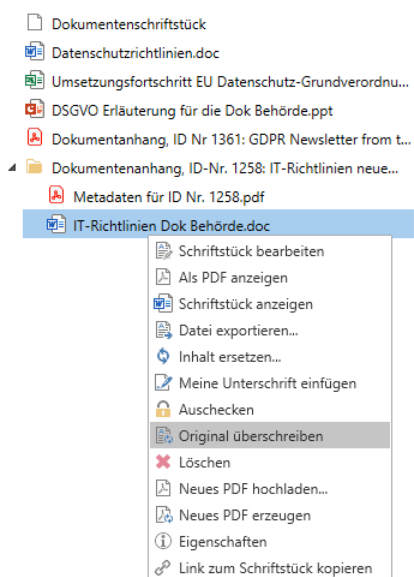 Dokumentenschriftstück
Datenschutzrichtlinien.doc
Umsetzungsfortschritt EU Datenschutz-Grundverordnu...
DSGVO Erläuterung für die Dok Behörde.ppt
Dokumentanhang, ID Nr 1361: GDPR Newsletter from t...
Dokumentenanhang, ID-Nr. 1258: IT-Richtlinien neue...
Metadaten für ID Nr. 1258.pdf
IT-Richtlinien Dok Behörde.doc
Schriftstück bearbeiten
Als PDF anzeigen
Schriftstück anzeigen
Datei exportieren...
Inhalt ersetzen...
Meine Unterschrift einfügen
Auschecken
Original überschreiben
Löschen
Neues PDF hochladen...
Neues PDF erzeugen
Eigenschaften
Link zum Schriftstück kopieren